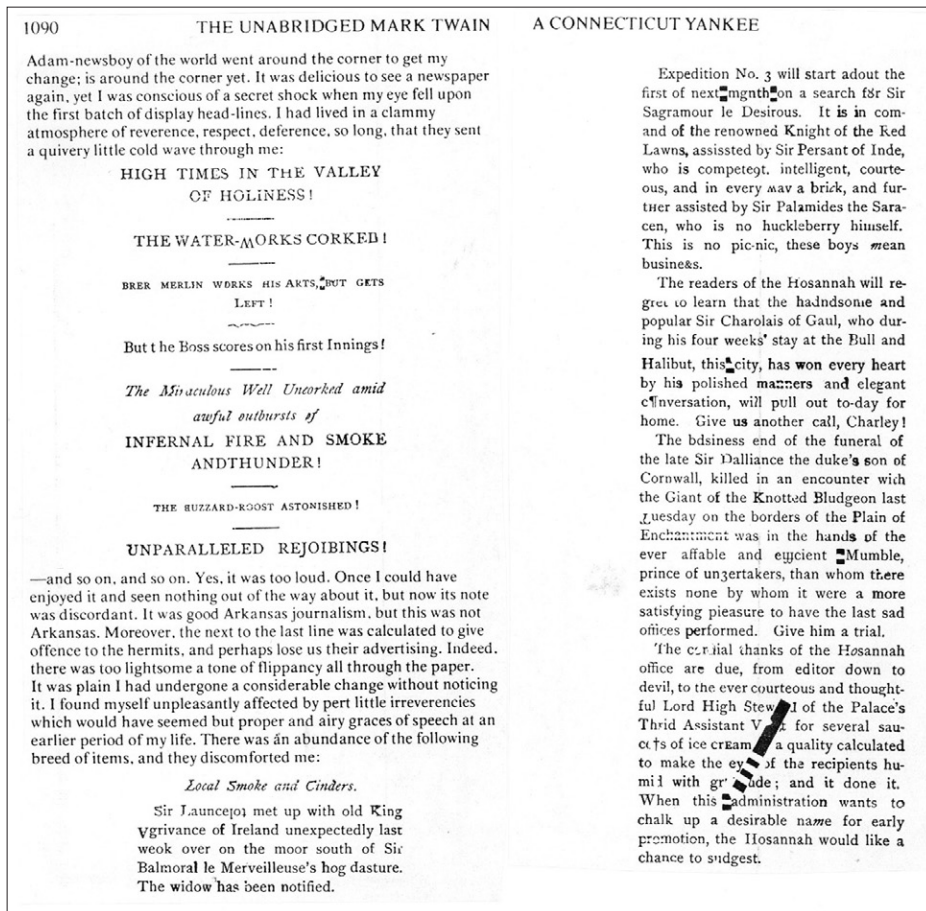 1090 THE UNABRIDGED MARK TWAIN
Adam-newsboy of the world went around the corner to get my
change; is around the corner yet. It was delicious to see a newspaper
again, yet I was conscious of a secret shock when my eye fell upon
the first batch of display head-lines. I had lived in a clammy
atmosphere of reverence, respect, deference, so long, that they sent
a quivery little cold wave through me:
HIGH TIMES IN THE VALLEY
OF HOLINESS!
THE WATER-MORKS CORKED!
BRER MERLIN WORKS HIS ARTS, BUT GETS
LEFT!
But t he Boss scores on his first Innings!
The Miraculous Well Uncorked amid
awful outbursts of
INFERNAL FIRE AND SMOKE
ANDTHUNDER!
THE BUZZARD-ROOST ASTONISHED!
UNPARALLELED REJOIBINGS!
—and so on, and so on. Yes, it was too loud. Once I could have
enjoyed it and seen nothing out of the way about it, but now its note
was discordant. It was good Arkansas journalism, but this was not
Arkansas. Moreover, the next to the last line was calculated to give
offence to the hermits, and perhaps lose us their advertising. Indeed,
there was too lightsome a tone of flippancy all through the paper.
It was plain I had undergone a considerable change without noticing
it. I found myself unpleasantly affected by pert little irreverencies
which would have seemed but proper and airy graces of speech at an
earlier period of my life. There was an abundance of the following
breed of items, and they discomforted me:
Local Smoke and Cinders.
Sir Launcelot met up with old King
Vgrivance of Ireland unexpectedly last
weok over on the moor south of Sir
Balmoral le Merveilleuse's hog dasture.
The widow has been notified.
A CONNECTICUT YANKEE
Expedition No. 3 will start adout the
first of next mgnth on a search f8r Sir
Sagramour le Desirous. It is in com-
and of the renowned Knight of the Red
Lawns, assissted by Sir Persant of Inde,
who is competegt. intelligent, courte-
ous, and in every mav a brick, and fur-
tHer assisted by Sir Palamides the Sara-
cen, who is no huckleberry himself.
This is no pic-nic, these boys mean
busine&s.
The readers of the Hosannah will re-
gret to learn that the hadndsome and
popular Sir Charolais of Gaul, who dur-
ing his four weeks' stay at the Bull and
Halibut, this city, has won every heart
by his polished manners and elegant
c¶nversation, will pull out to-day for
home. Give us another call, Charley!
The bdsiness end of the funeral of
the late Sir Dalliance the duke's son of
Cornwall, killed in an encounter wich
the Giant of the Knotted Bludgeon last
Tuesday on the borders of the Plain of
Enchantment was in the hands of the
ever affable and eyjcient Mumble,
prince of un3ertakers, than whom there
exists none by whom it were a more
satisfying pieasure to have the last sad
offices performed. Give him a trial.
The cordial thanks of the Hosannah
office are due, from editor down to
devil, to the ever courteous and thought-
ful Lord High Stew d of the Palace's
Thrid Assistant V t for several sau-
ce†s of ice crEam a quality calculated
to make the ey of the recipients hu-
mid with gr ude; and it done it.
When this administration wants to
chalk up a desirable name for early
promotion, the Hosannah would like a
chance to sudgest.